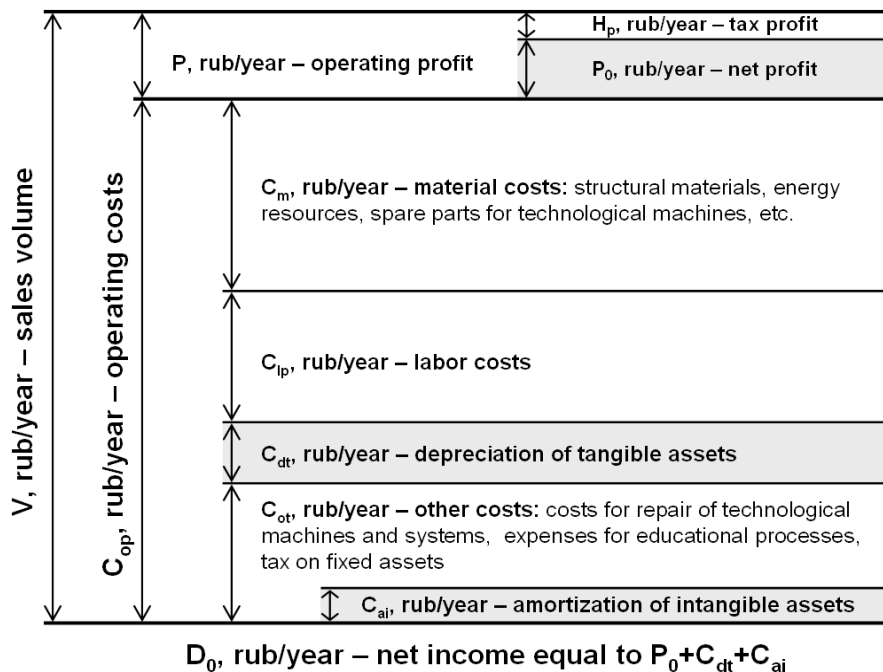 H_p, rub/year – tax profit
P, rub/year – operating profit
P_0, rub/year – net profit
V, rub/year – sales volume
C_op, rub/year – operating costs
C_m, rub/year – material costs: structural materials, energy
resources, spare parts for technological machines, etc.
C_lp, rub/year – labor costs
C_dt, rub/year – depreciation of tangible assets
C_ot, rub/year – other costs: costs for repair of technological
machines and systems, expenses for educational processes,
tax on fixed assets
C_ai, rub/year – amortization of intangible assets
D_0, rub/year – net income equal to P_0+C_dt+C_ai